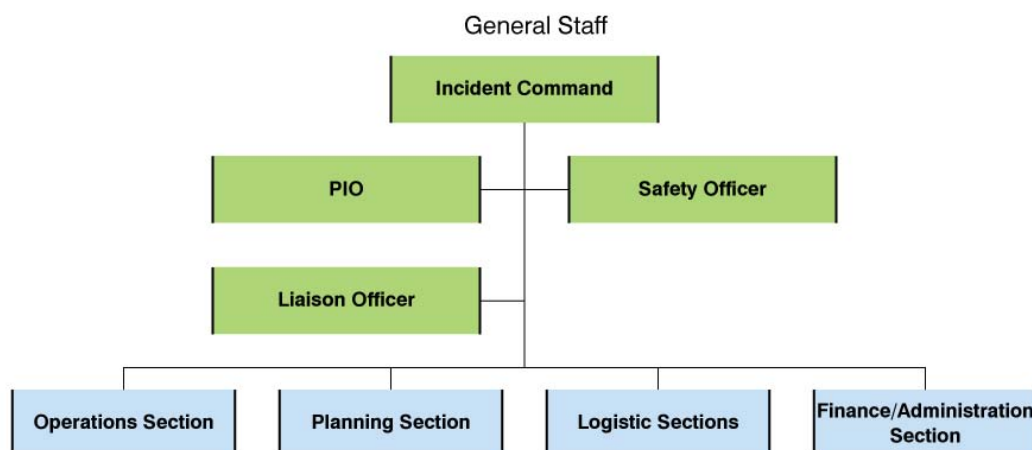 General Staff
Incident Command
PIO
Safety Officer
Liaison Officer
Operations Section
Planning Section
Logistic Sections
Finance/Administration
Section